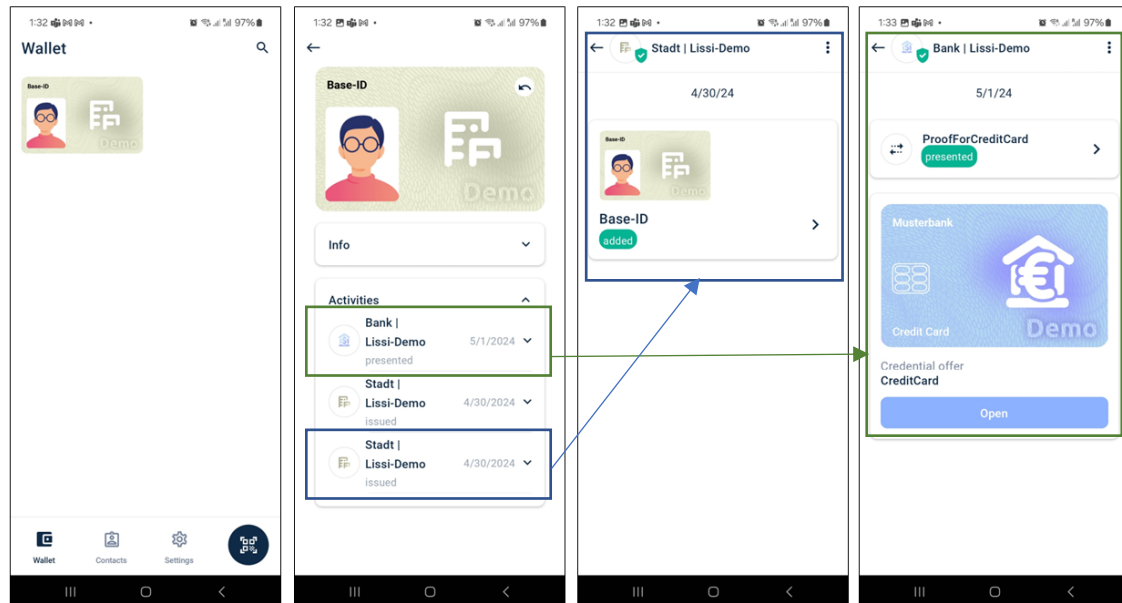 1:32
97%
Wallet
Base-ID
Demo
Wallet
Contacts
Settings
1:32
97%
Base-ID
Demo
Info
Activities
Bank |
Lissi-Demo
5/1/2024
presented
Stadt |
Lissi-Demo
4/30/2024
issued
Stadt |
Lissi-Demo
4/30/2024
issued
1:32
97%
Stadt | Lissi-Demo
4/30/24
Base-ID
Demo
Base-ID
added
1:33
97%
Bank | Lissi-Demo
5/1/24
ProofForCreditCard
presented
Musterbank
Credit Card
Demo
Credential offer
CreditCard
Open